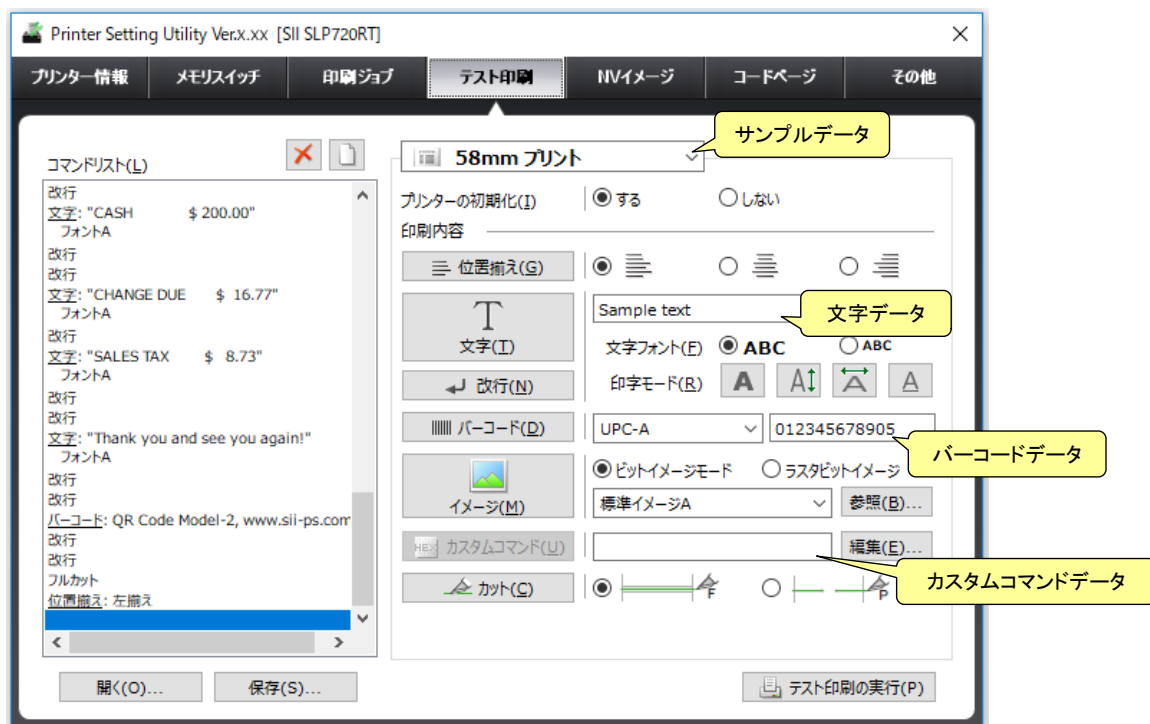 Printer Setting Utility Ver.x.xx [SII SLP720RT]
プリンター情報 メモリスイッチ 印刷ジョブ テスト印刷 NVイメージ コードページ その他
サンプルデータ
コマンドリスト(L)
58mm プリント
改行
文字: "CASH $ 200.00"
フォントA
改行
改行
文字: "CHANGE DUE $ 16.77"
フォントA
改行
文字: "SALES TAX $ 8.73"
フォントA
改行
改行
文字: "Thank you and see you again!"
フォントA
改行
改行
バーコード: QR Code Model-2, www.sii-ps.com
改行
改行
フルカット
位置揃え: 左揃え
開く(O)... 保存(S)...
プリンターの初期化(I) する しない
印刷内容
位置揃え(G)
文字(T)
Sample text
文字データ
文字フォント(F) ABC ABC
改行(N)
印字モード(R) A A A A
バーコード(D) UPC-A 012345678905
バーコードデータ
イメージ(M)
ビットイメージモード ラスタビットイメージ
標準イメージA 参照(B)...
HEX カスタムコマンド(U) 編集(E)...
カスタムコマンドデータ
カット(C) F P
テスト印刷の実行(P)